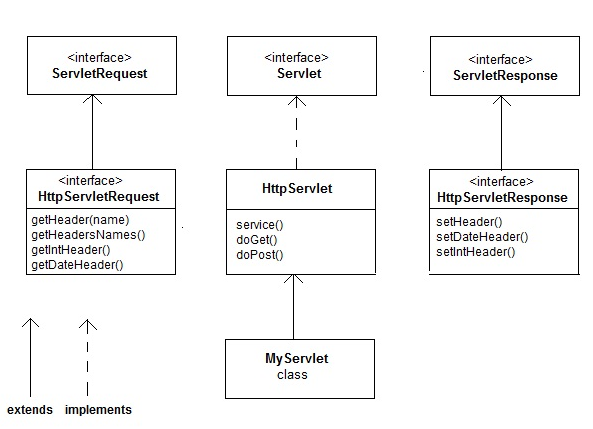 <interface>
ServletRequest
<interface>
Servlet
<interface>
ServletResponse
<interface>
HttpServletRequest
getHeader(name)
getHeadersNames()
getIntHeader()
getDateHeader()
HttpServlet
service()
doGet()
doPost()
<interface>
HttpServletResponse
setHeader()
setDateHeader()
setIntHeader()
MyServlet
class
extends
implements